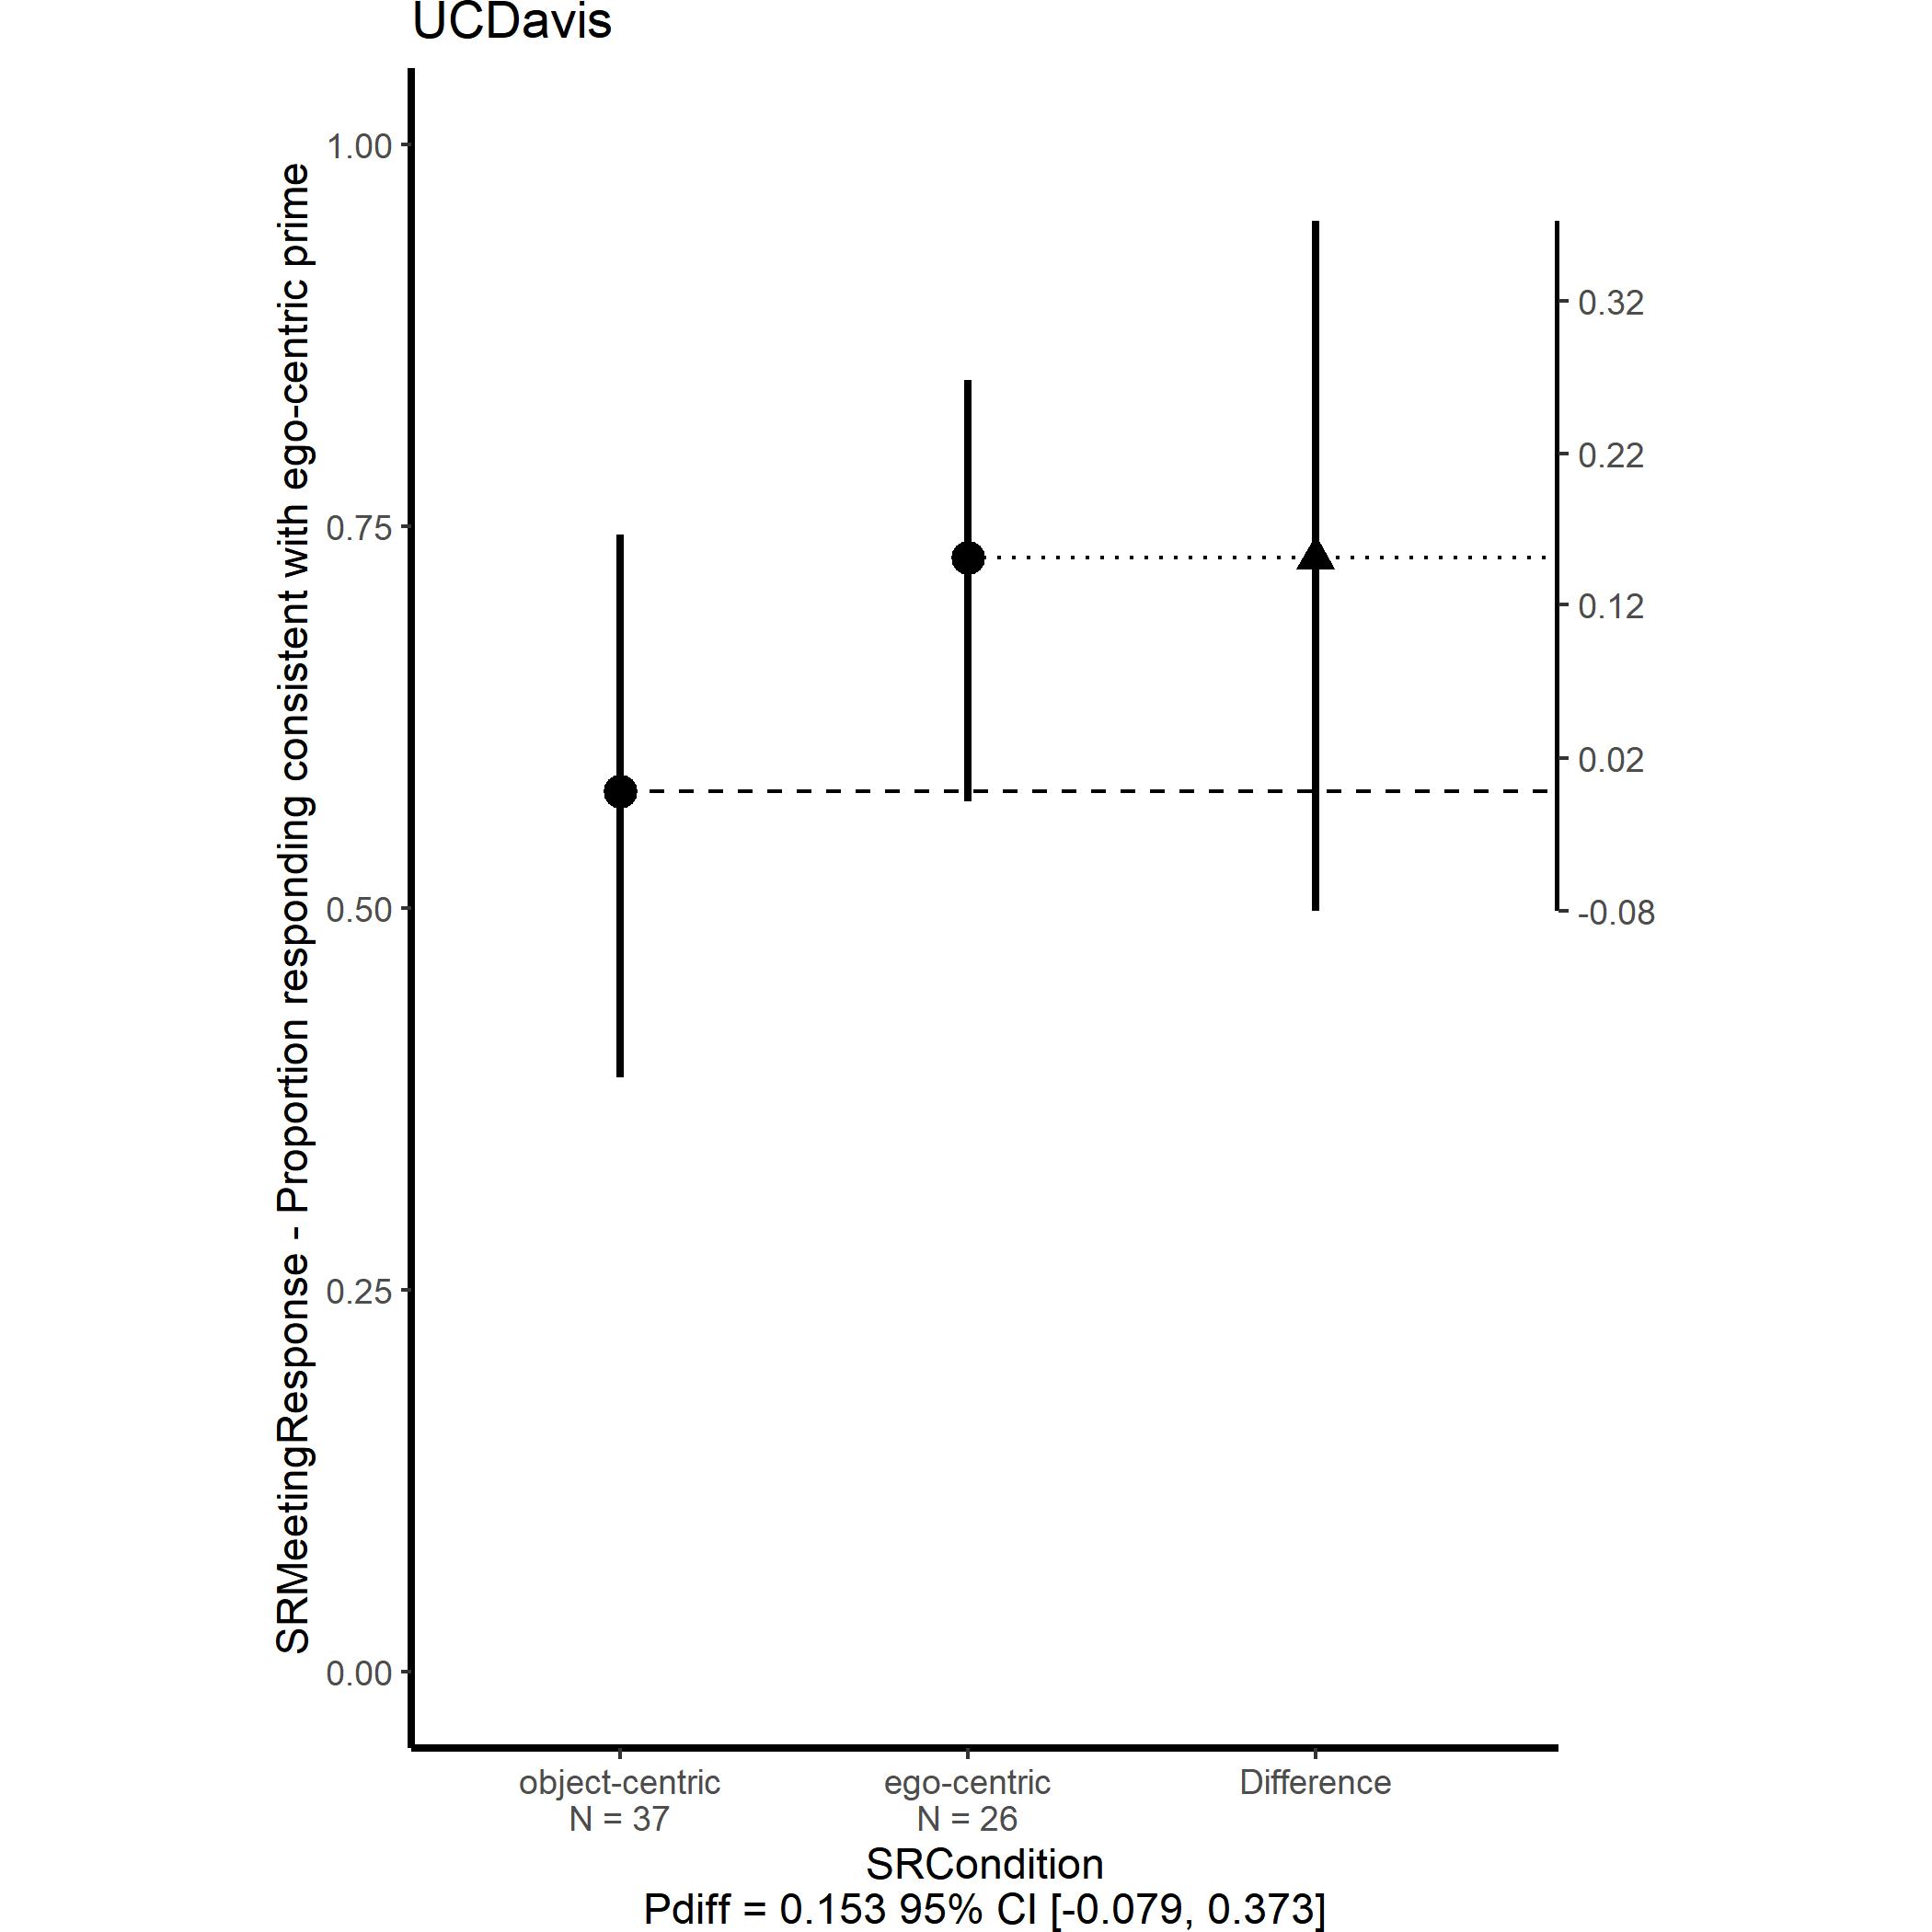 UCDavis
SRMeetingResponse - Proportion responding consistent with ego-centric prime
1.00
0.75
0.50
0.25
0.00
0.32
0.22
0.12
0.02
-0.08
object-centric
N = 37
ego-centric
N = 26
Difference
SRCondition
Pdiff = 0.153 95% CI [-0.079, 0.373]